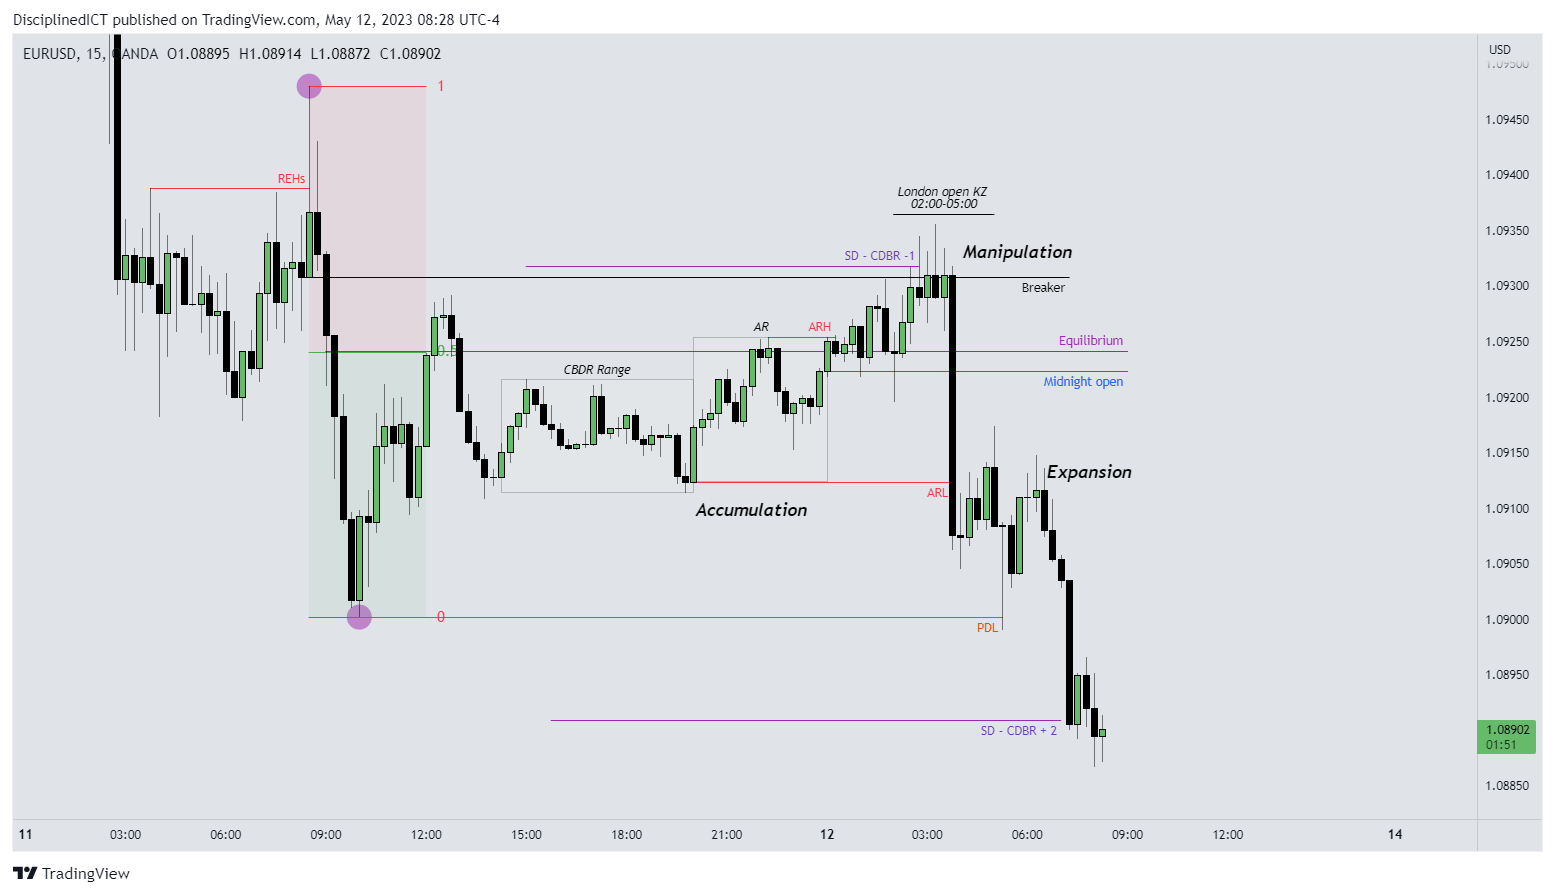 DisciplinedICT published on TradingView.com, May 12, 2023 08:28 UTC-4
EURUSD, 15, OANDA O1.08895 H1.08914 L1.08872 C1.08902
USD
1.09500
1
1.09450
REHs
1.09400
London open KZ
02:00-05:00
1.09350
Manipulation
SD - CDBR -1
Breaker
1.09300
AR
ARH
Equilibrium
1.09250
0.5
CBDR Range
Midnight open
1.09200
Expansion
1.09150
ARL
Accumulation
1.09100
1.09050
0
PDL
1.09000
1.08950
SD - CDBR + 2
1.08902
01:51
1.08850
11
03:00
06:00
09:00
12:00
15:00
18:00
21:00
12
03:00
06:00
09:00
12:00
14
TradingView